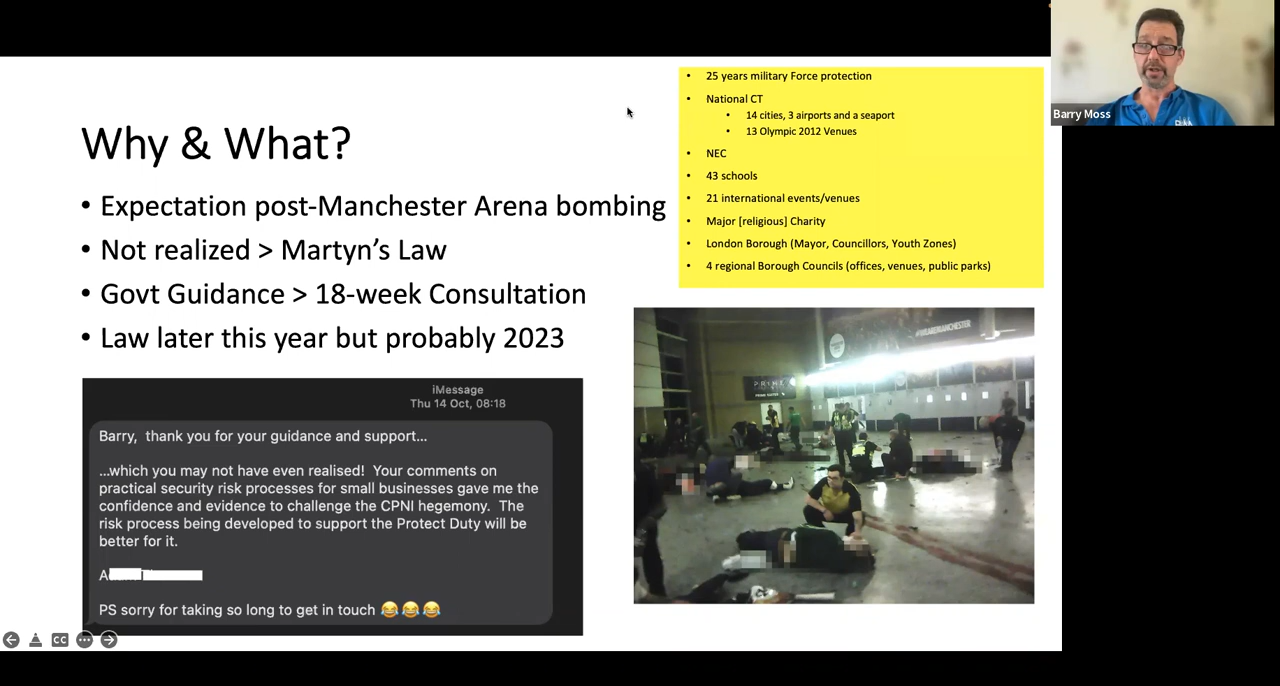 Why & What?
• Expectation post-Manchester Arena bombing
• Not realized > Martyn's Law
• Govt Guidance > 18-week Consultation
• Law later this year but probably 2023
• 25 years military Force protection
• National CT
• 14 cities, 3 airports and a seaport
• 13 Olympic 2012 Venues
• NEC
• 43 schools
• 21 international events/venues
• Major [religious] Charity
• London Borough (Mayor, Councillors, Youth Zones)
• 4 regional Borough Councils (offices, venues, public parks)
Barry Moss
iMessage
Thu 14 Oct, 08:18
Barry, thank you for your guidance and support...
...which you may not have even realised! Your comments on
practical security risk processes for small businesses gave me the
confidence and evidence to challenge the CPNI hegemony. The
risk process being developed to support the Protect Duty will be
better for it.
A
PS sorry for taking so long to get in touch 😂😂😂
#WEAREMANCHESTER
CC